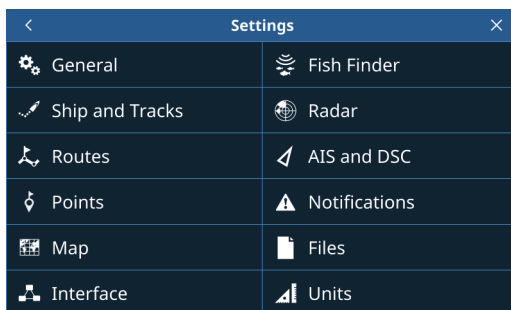 Settings
General
Fish Finder
Ship and Tracks
Radar
Routes
AIS and DSC
Points
Notifications
Map
Files
Interface
Units